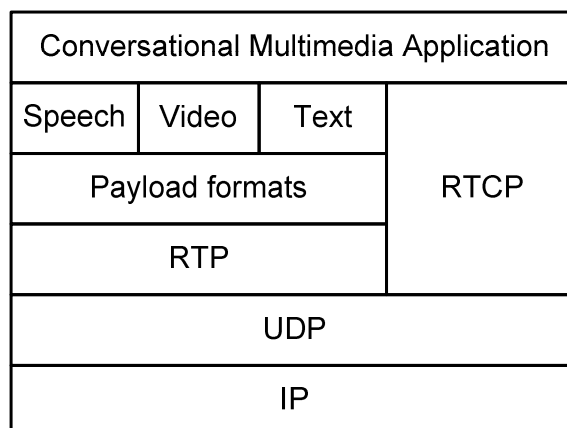 Conversational Multimedia Application
Speech
Video
Text
Payload formats
RTCP
RTP
UDP
IP